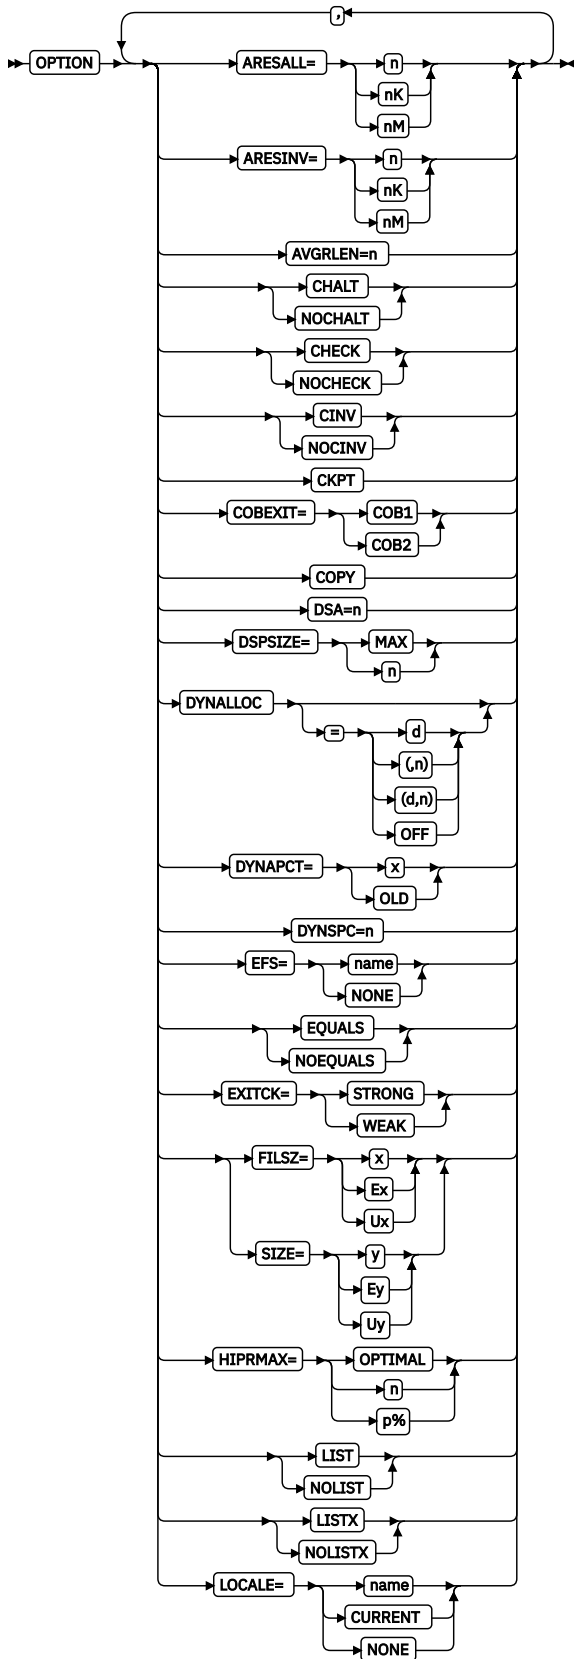 ,
OPTION ARESALL= n
nK
nM
ARESINV= n
nK
nM
AVGRLEN=n
CHALT
NOCHALT
CHECK
NOCHECK
CINV
NOCINV
CKPT
COBEXIT= COB1
COB2
COPY
DSA=n
DSPSIZE= MAX
n
DYNALLOC
= d
(,n)
(d,n)
OFF
DYNAPCT= x
OLD
DYNSPC=n
EFS= name
NONE
EQUALS
NOEQUALS
EXITCK= STRONG
WEAK
FILSZ= x
Ex
Ux
SIZE= y
Ey
Uy
HIPRMAX= OPTIMAL
n
p%
LIST
NOLIST
LISTX
NOLISTX
LOCALE= name
CURRENT
NONE